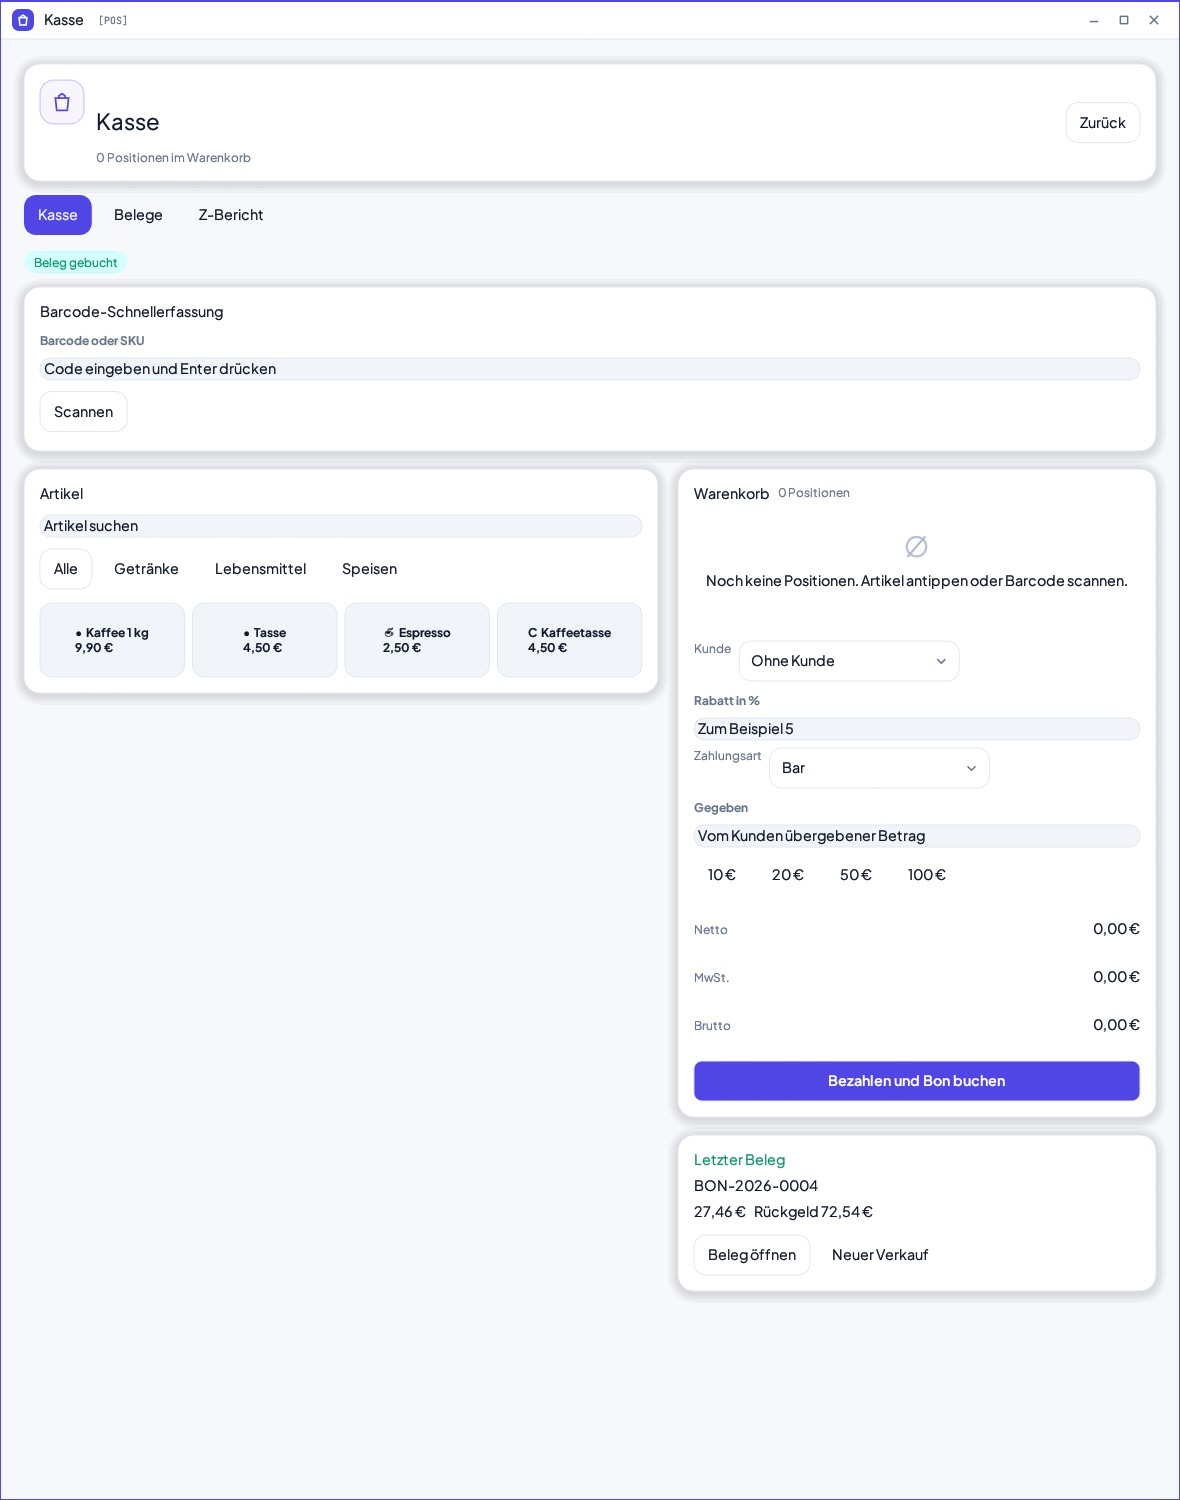 Kasse [POS]
Kasse
0 Positionen im Warenkorb
Zurück
Kasse Belege Z-Bericht
Beleg gebucht
Barcode-Schnellerfassung
Barcode oder SKU
Code eingeben und Enter drücken
Scannen
Artikel
Artikel suchen
Alle Getränke Lebensmittel Speisen
• Kaffee 1 kg
9,90 €
• Tasse
4,50 €
Espresso
2,50 €
C Kaffeetasse
4,50 €
Warenkorb 0 Positionen
Noch keine Positionen. Artikel antippen oder Barcode scannen.
Kunde Ohne Kunde
Rabatt in %
Zum Beispiel 5
Zahlungsart Bar
Gegeben
Vom Kunden übergebener Betrag
10 € 20 € 50 € 100 €
Netto 0,00 €
MwSt. 0,00 €
Brutto 0,00 €
Bezahlen und Bon buchen
Letzter Beleg
BON-2026-0004
27,46 € Rückgeld 72,54 €
Beleg öffnen Neuer Verkauf